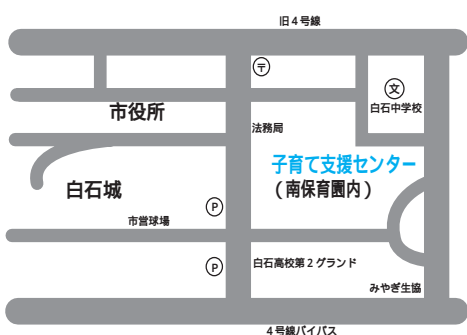 旧4号線
〒
文
白石中学校
市役所
法務局
子育て支援センター
(南保育園内)
白石城
P
市営球場
P
白石高校第2グランド
みやぎ生協
4号線バイパス